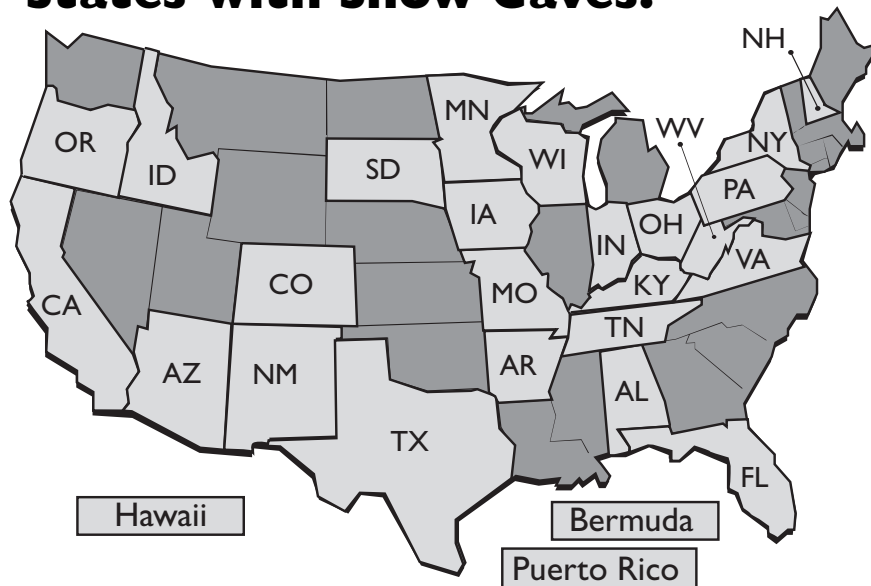 States with Show Caves:
NH
MN
WV
OR
WI
NY
ID
SD
PA
IA
OH
IN
VA
CO
KY
MO
CA
TN
AZ
NM
AR
AL
TX
FL
Hawaii
Bermuda
Puerto Rico